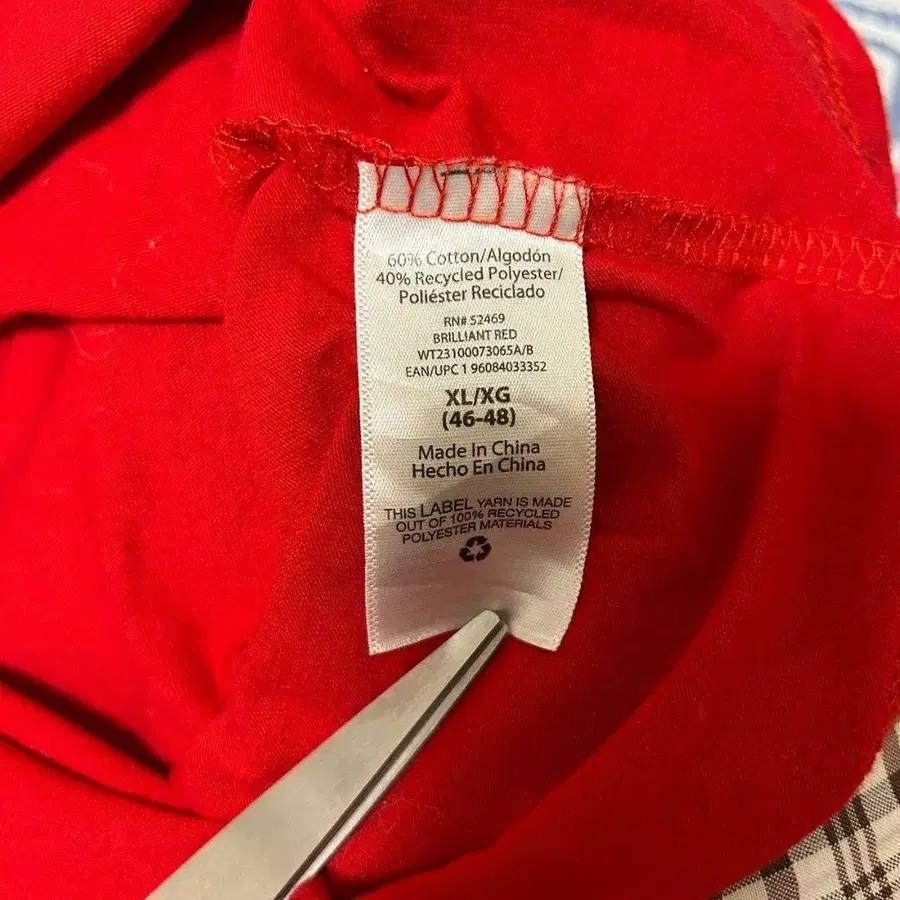 60% Cotton/Algodón
40% Recycled Polyester/
Poliéster Reciclado
RN# 52469
BRILLIANT RED
WT23100073065A/B
EAN/UPC 1 96084033352
XL/XG
(46-48)
Made In China
Hecho En China
THIS LABEL YARN IS MADE
OUT OF 100% RECYCLED
POLYESTER MATERIALS